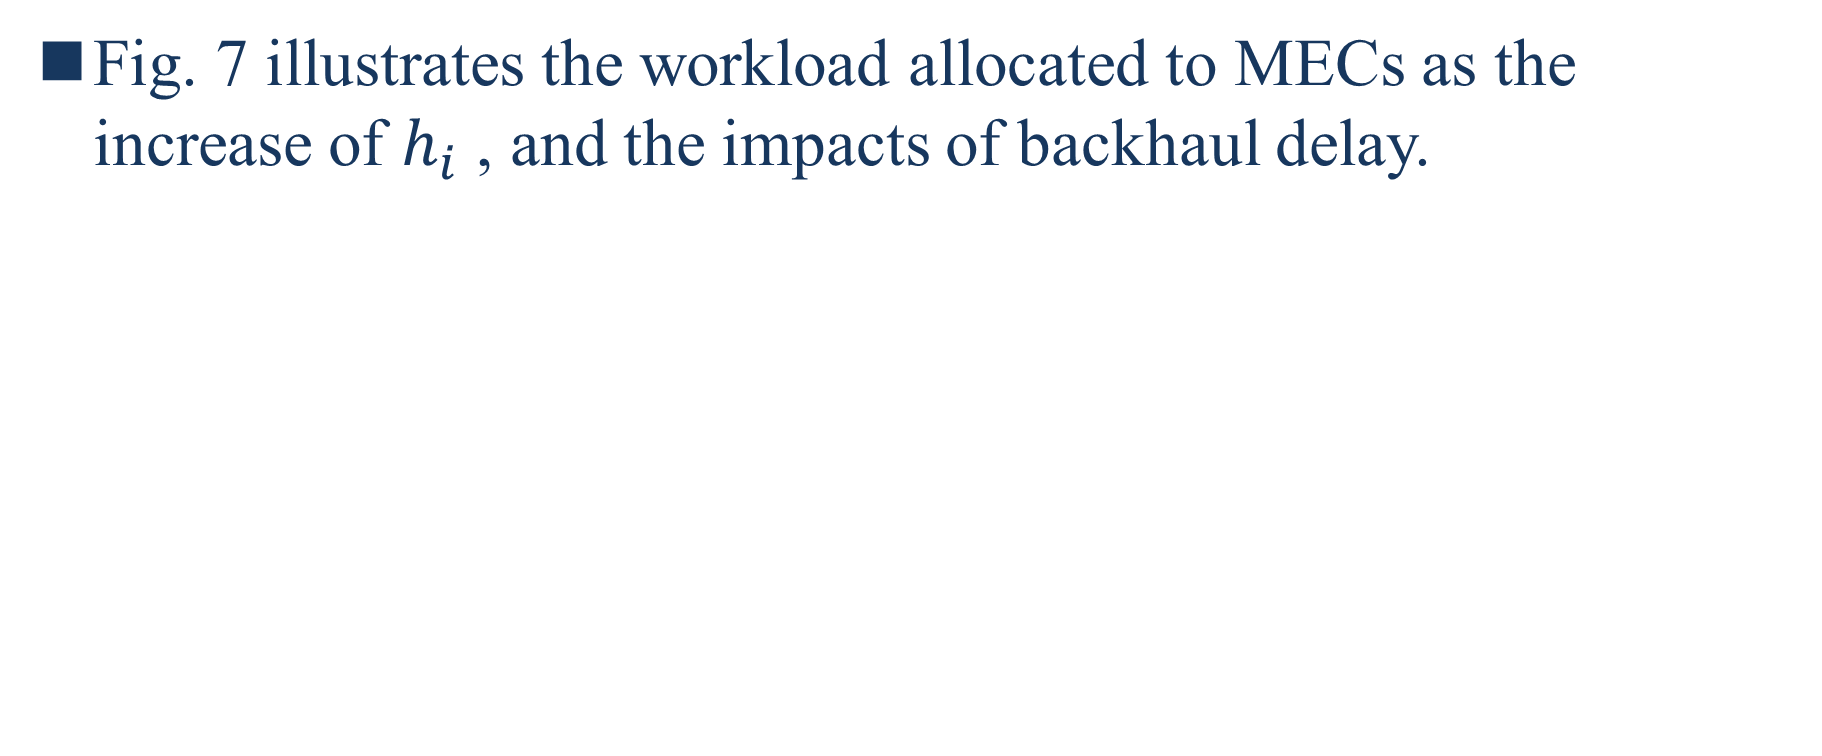 ■Fig. 7 illustrates the workload allocated to MECs as the
increase of ℎ𝑖 , and the impacts of backhaul delay.